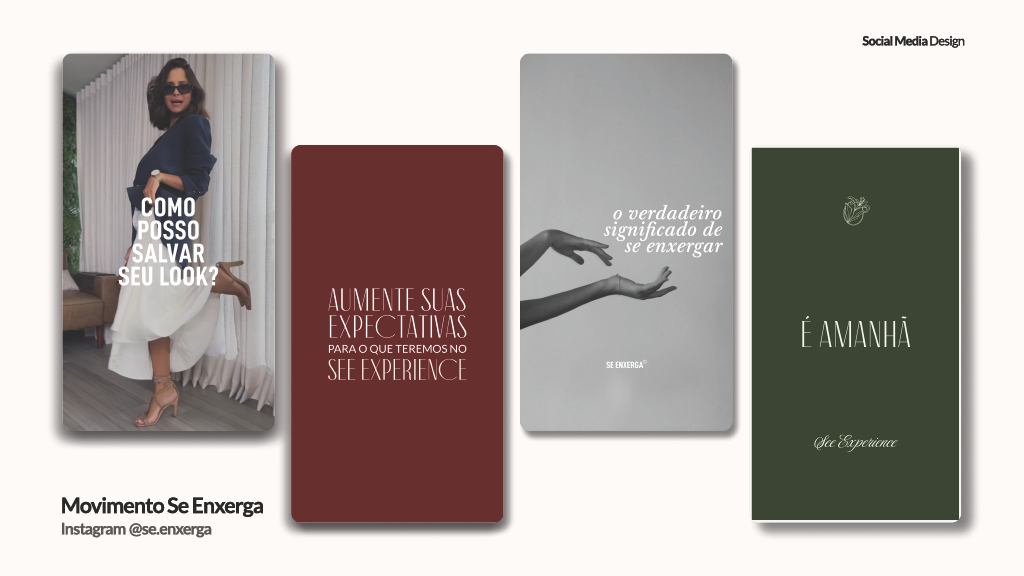 Social Media Design
COMO
POSSO
SALVAR
SEU LOOK?
AUMENTE SUAS
EXPECTATIVAS
PARA O QUE TEREMOS NO
SEE EXPERIENCE
o verdadeiro
significado de
se enxergar
SE ENXERGA
É AMANHÃ
See Experience
Movimento Se Enxerga
Instagram @se.enxerga